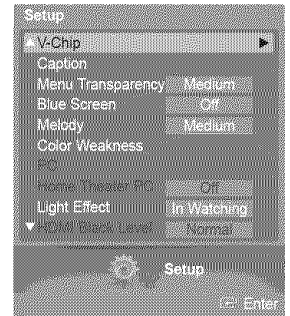 Setup
V-Chip
Caption
Menu Transparency Medium
Blue Screen Off
Melody Medium
Color Weakness
PC
Home Theater PC Off
Light Effect In Watching
HDMI Black Level Normal
Setup
Enter